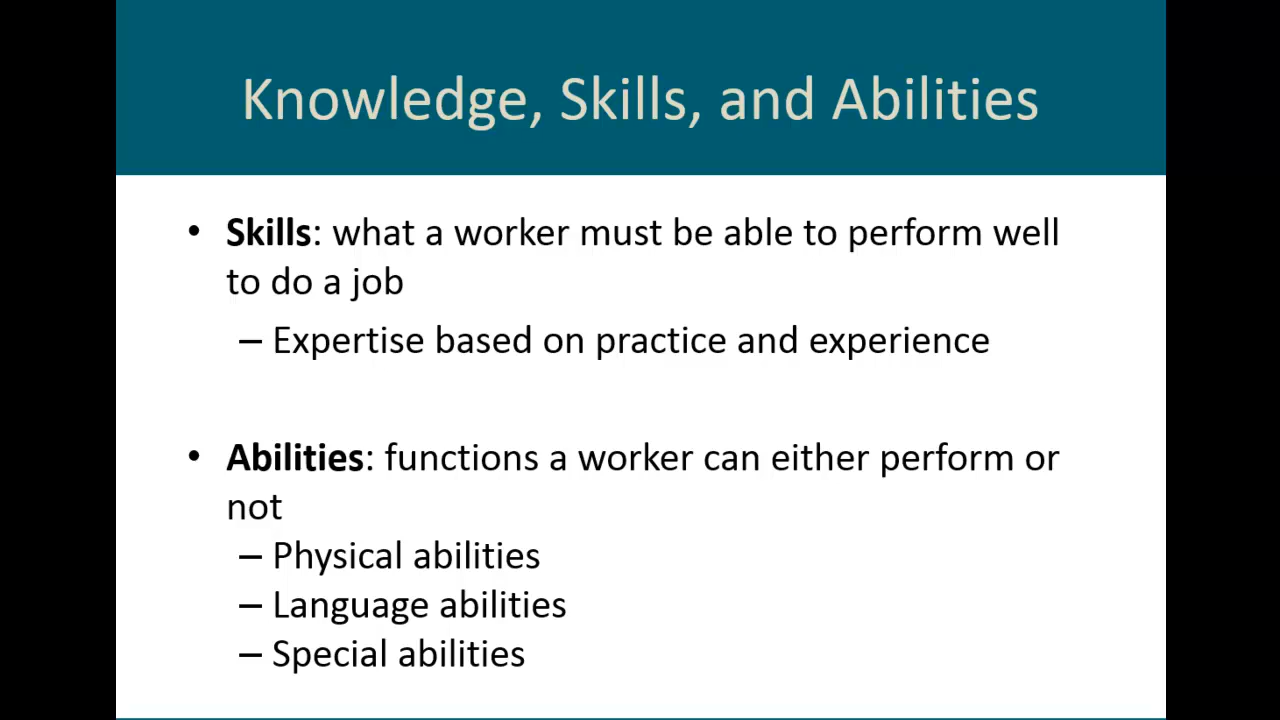 Knowledge, Skills, and Abilities
• Skills: what a worker must be able to perform well
to do a job
– Expertise based on practice and experience
• Abilities: functions a worker can either perform or
not
– Physical abilities
– Language abilities
– Special abilities